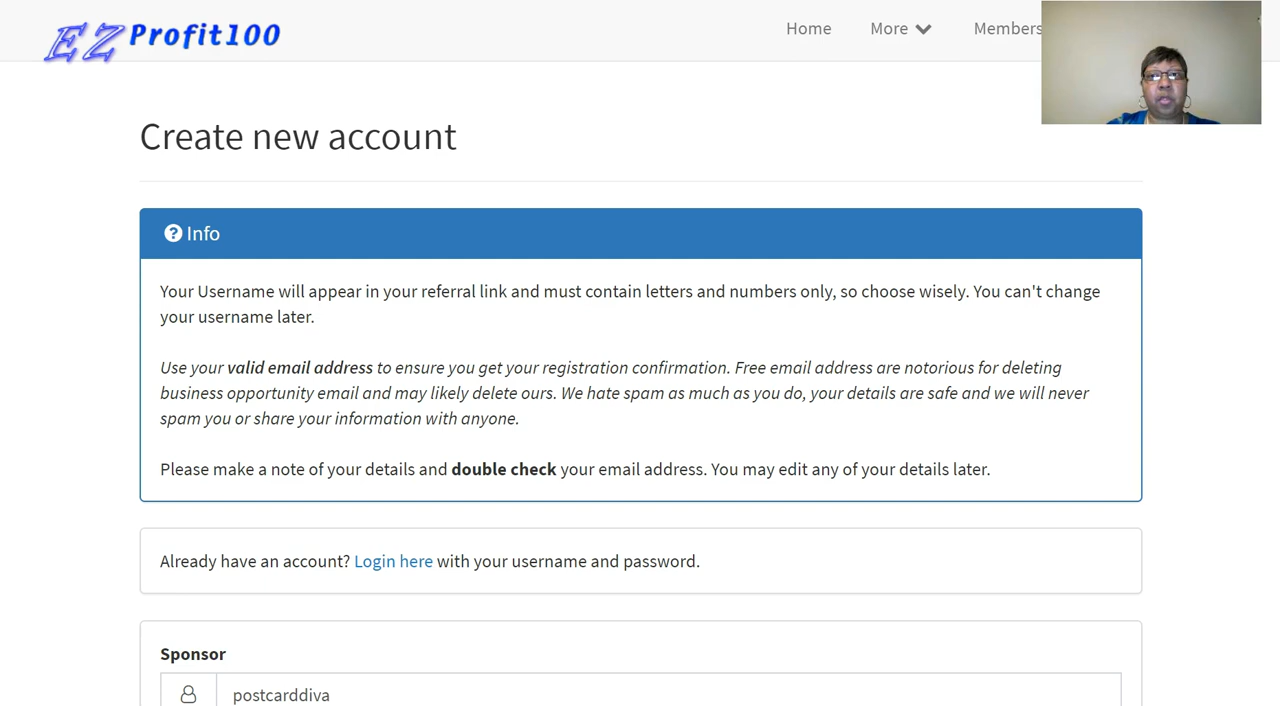 EZ Profit100
Home
More
Members
Create new account
Info
Your Username will appear in your referral link and must contain letters and numbers only, so choose wisely. You can't change
your username later.
Use your valid email address to ensure you get your registration confirmation. Free email address are notorious for deleting
business opportunity email and may likely delete ours. We hate spam as much as you do, your details are safe and we will never
spam you or share your information with anyone.
Please make a note of your details and double check your email address. You may edit any of your details later.
Already have an account? Login here with your username and password.
Sponsor
postcarddiva